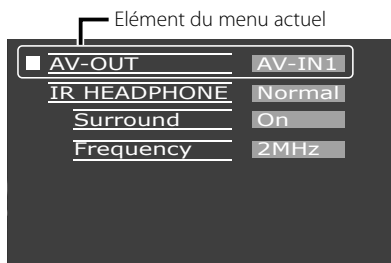 Elément du menu actuel
AV-OUT AV-IN1
IR HEADPHONE Normal
Surround On
Frequency 2MHz